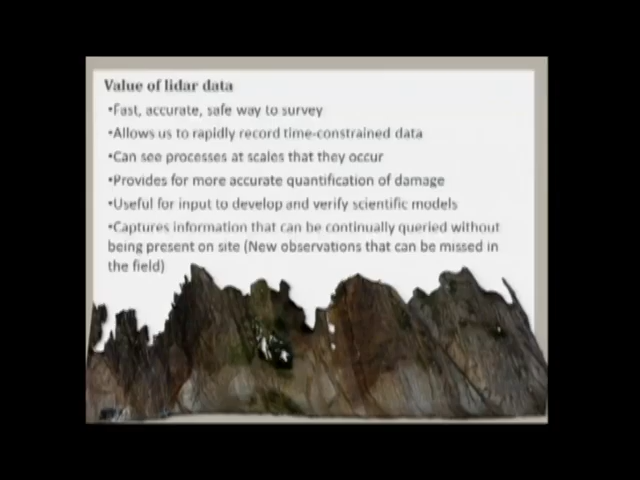 Value of lidar data
•Fast, accurate, safe way to survey
•Allows us to rapidly record time-constrained data
•Can see processes at scales that they occur
•Provides for more accurate quantification of damage
•Useful for input to develop and verify scientific models
•Captures information that can be continually queried without
being present on site (New observations that can be missed in
the field)